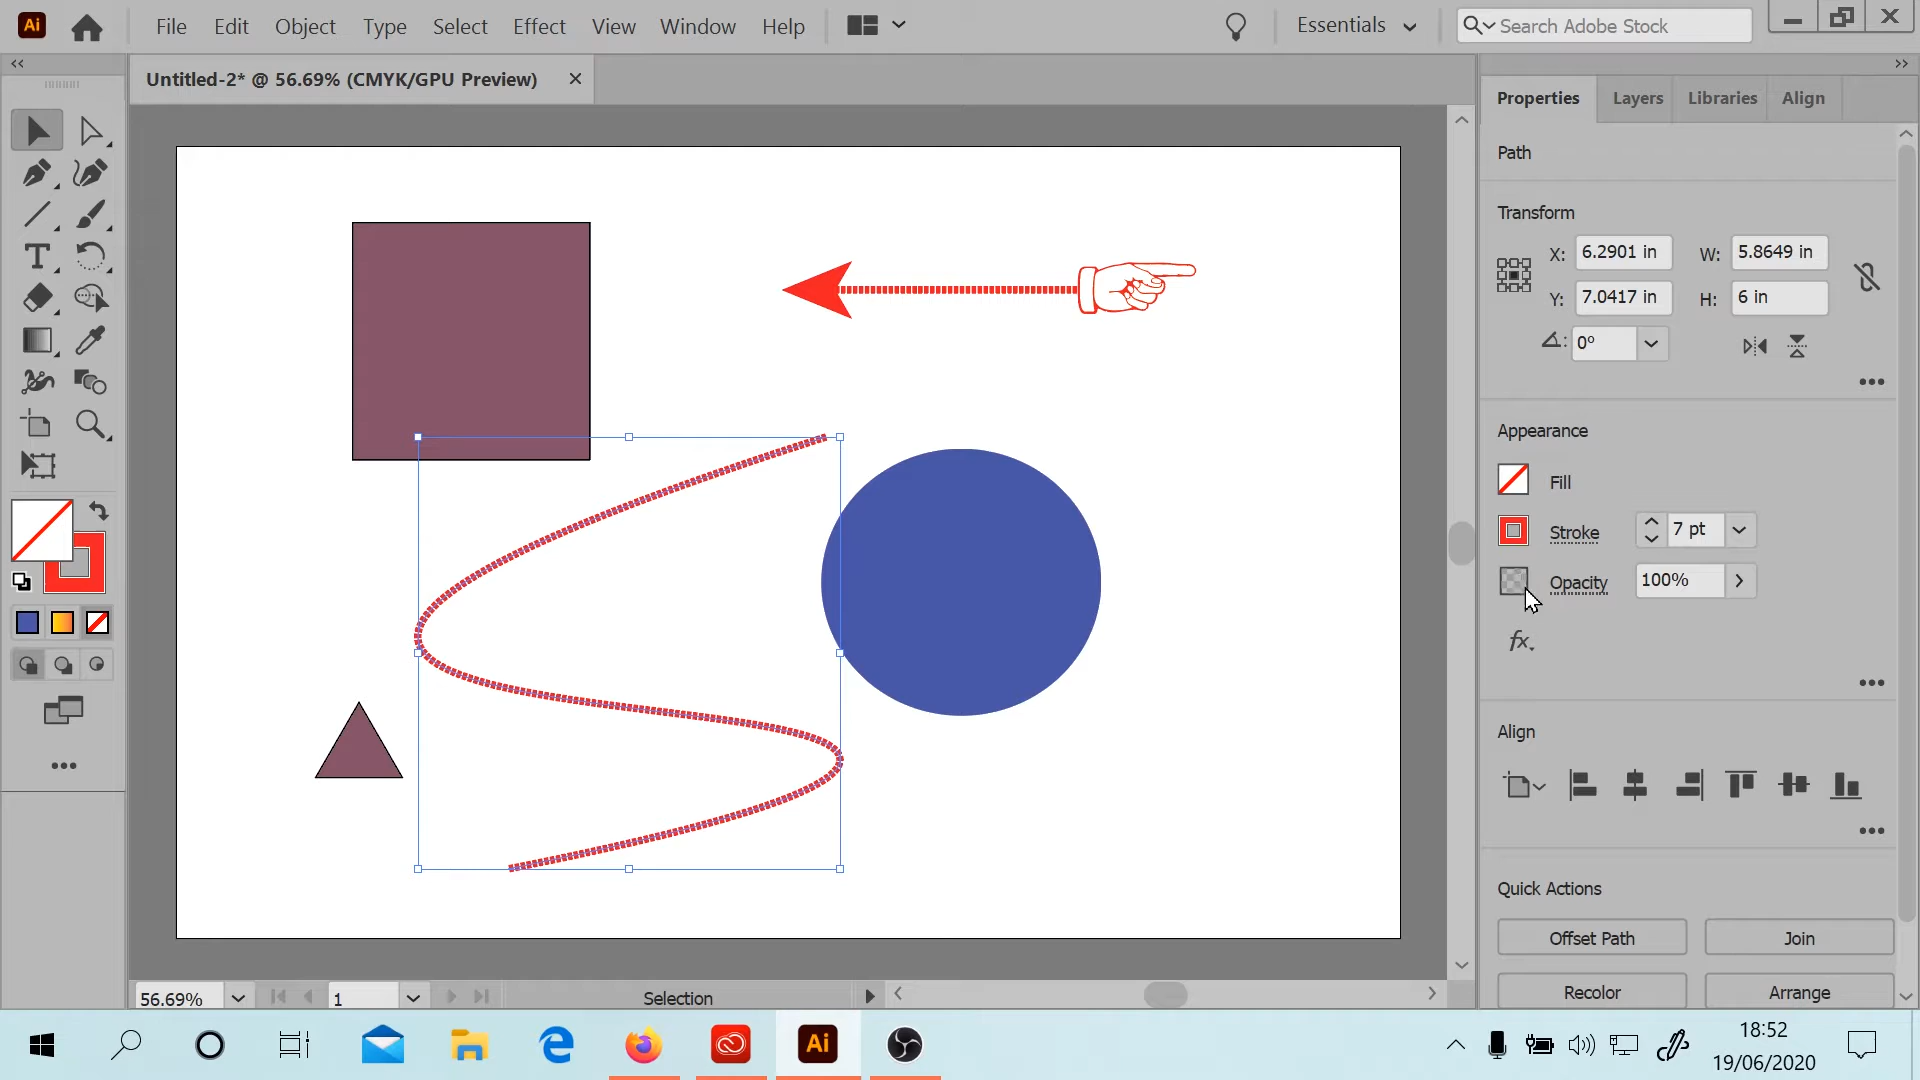 Ai File Edit Object Type Select Effect View Window Help Essentials Search Adobe Stock
Untitled-2* @ 56.69% (CMYK/GPU Preview)
Properties Layers Libraries Align
Path
Transform
X: 6.2901 in W: 5.8649 in
Y: 7.0417 in H: 6 in
0°
Appearance
Fill
Stroke 7 pt
Opacity 100%
fx.
Align
Quick Actions
Offset Path Join
Recolor Arrange
T
56.69% 1 Selection
Ai
18:52
19/06/2020